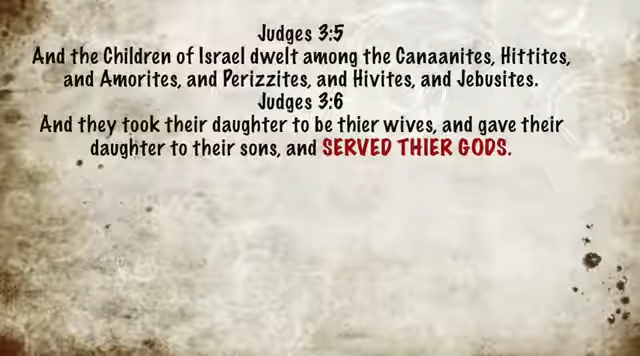 Judges 3:5
And the Children of Israel dwelt among the Canaanites, Hittites,
and Amorites, and Perizzites, and Hivites, and Jebusites.
Judges 3:6
And they took their daughter to be thier wives, and gave their
daughter to their sons, and SERVED THIER GODS.